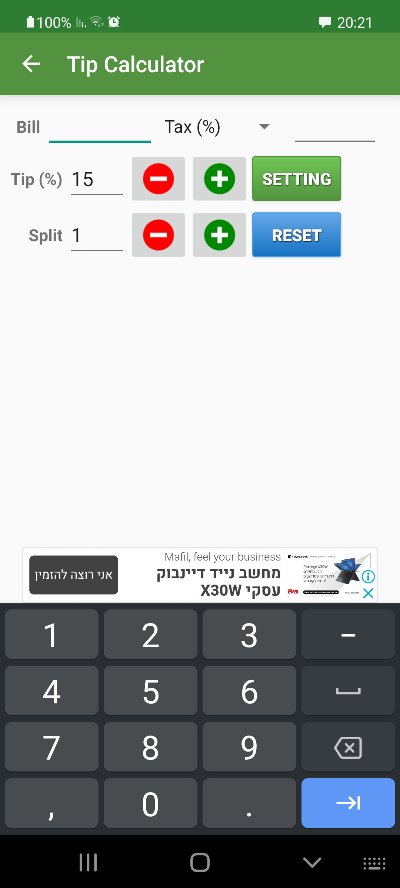 100% 20:21
Tip Calculator
Bill Tax (%)
Tip (%) 15 SETTING
Split 1 RESET
Mafil, feel your business
מחשב נייד דיינבוק
עסקי X30W
אני רוצה להזמין
1 2 3 -
4 5 6
7 8 9
, 0 .